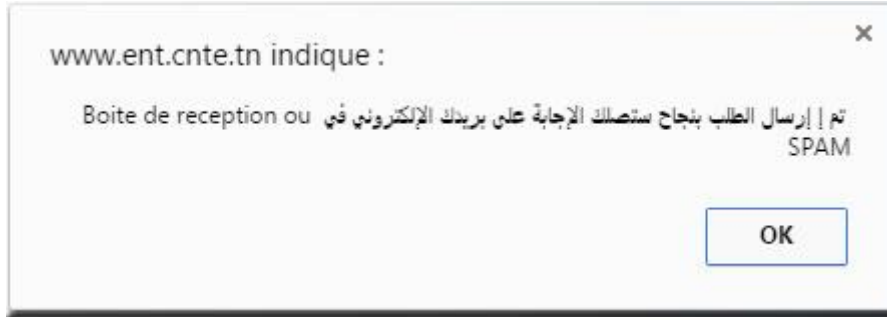 www.ent.cnte.tn indique :
تم | إرسال الطلب بنجاح ستصلك الإجابة على بريدك الإلكتروني في Boite de reception ou
SPAM
OK